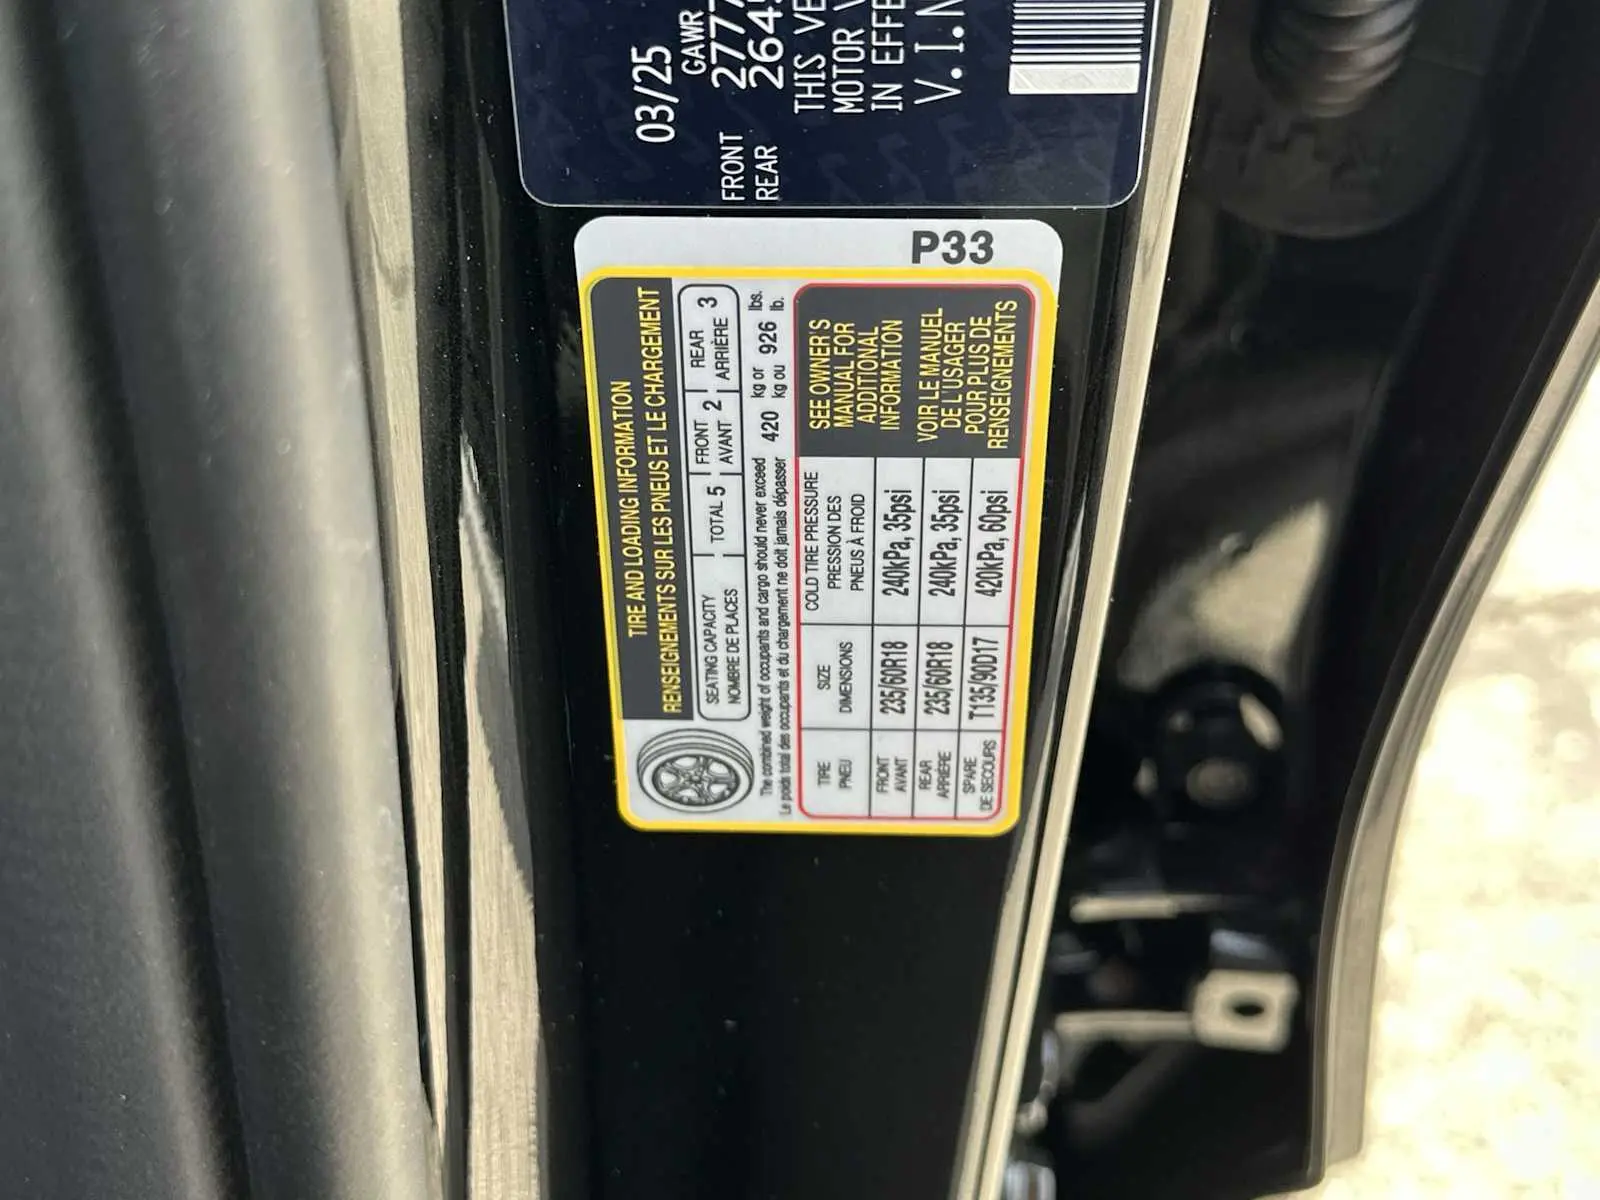 03/25
GAWR
FRONT 2777
REAR 264
THIS VE
MOTOR V
IN EFFE
V.I.N
P33
TIRE AND LOADING INFORMATION
RENSEIGNEMENTS SUR LES PNEUS ET LE CHARGEMENT
SEATING CAPACITY TOTAL 5 FRONT 2 REAR 3
NOMBRE DE PLACES AVANT ARRIÈRE
The combined weight of occupants and cargo should never exceed 420 kg or 926 lbs.
Le poids total des occupants et du chargement ne doit jamais dépasser kg ou lb.
TIRE SIZE COLD TIRE PRESSURE
PNEU DIMENSIONS PRESSION DES
PNEUS À FROID
FRONT 235/60R18 240kPa, 35psi
AVANT
REAR 235/60R18 240kPa, 35psi
ARRIÈRE
SPARE T135/90D17 420kPa, 60psi
DE SECOURS
SEE OWNER'S
MANUAL FOR
ADDITIONAL
INFORMATION
VOIR LE MANUEL
DE L'USAGER
POUR PLUS DE
RENSEIGNEMENTS